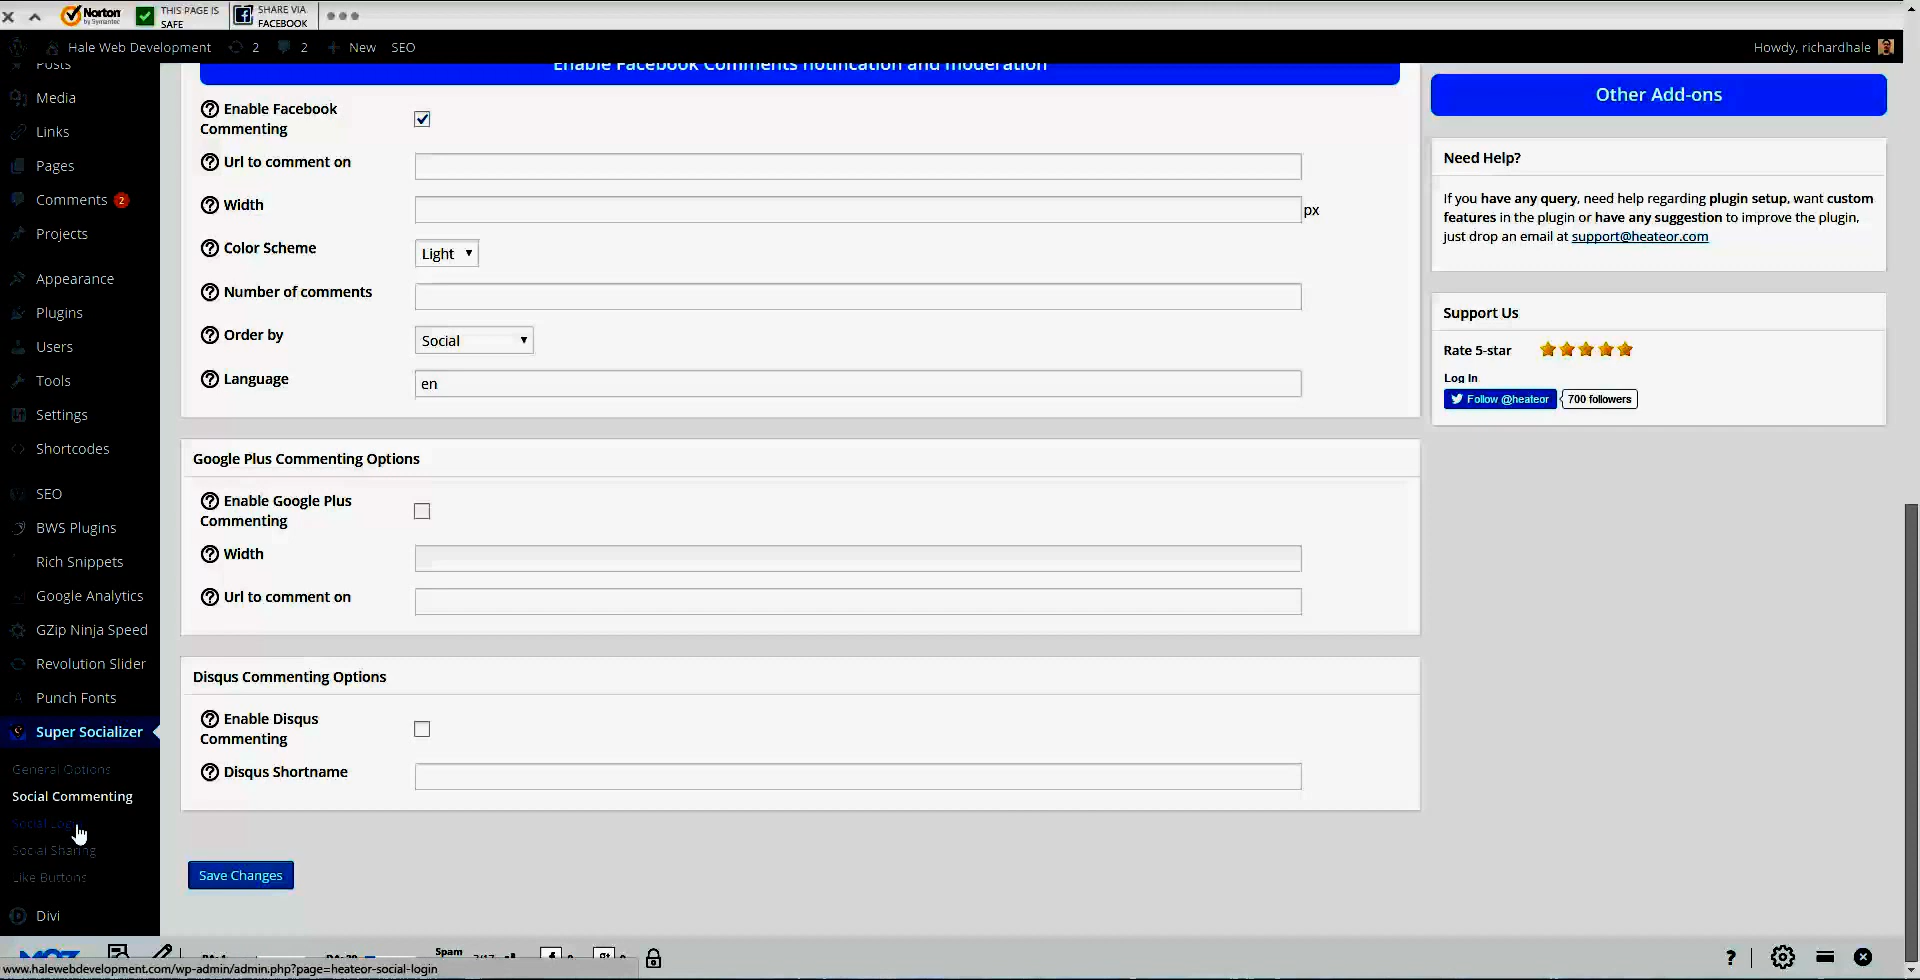 Norton
by Symantec
THIS PAGE IS
SAFE
SHARE VIA
FACEBOOK
Hale Web Development
2
2
New
SEO
Howdy, richardhale
Posts
Media
Links
Pages
Comments 2
Projects
Appearance
Plugins
Users
Tools
Settings
Shortcodes
SEO
BWS Plugins
Rich Snippets
Google Analytics
GZip Ninja Speed
Revolution Slider
Punch Fonts
Super Socializer
General Options
Social Commenting
Social
Social Sharing
Like Buttons
Divi
Enable Facebook Comments notification and moderation
Enable Facebook
Commenting
Url to comment on
Width
px
Color Scheme
Light
Number of comments
Order by
Social
Language
en
Google Plus Commenting Options
Enable Google Plus
Commenting
Width
Url to comment on
Disqus Commenting Options
Enable Disqus
Commenting
Disqus Shortname
Save Changes
Other Add-ons
Need Help?
If you have any query, need help regarding plugin setup, want custom
features in the plugin or have any suggestion to improve the plugin,
just drop an email at support@heateor.com
Support Us
Rate 5-star
Log In
Follow @heateor
700 followers
MOZ
Spam
?
www.halewebdevelopment.com/wp-admin/admin.php?page=heateor-social-login